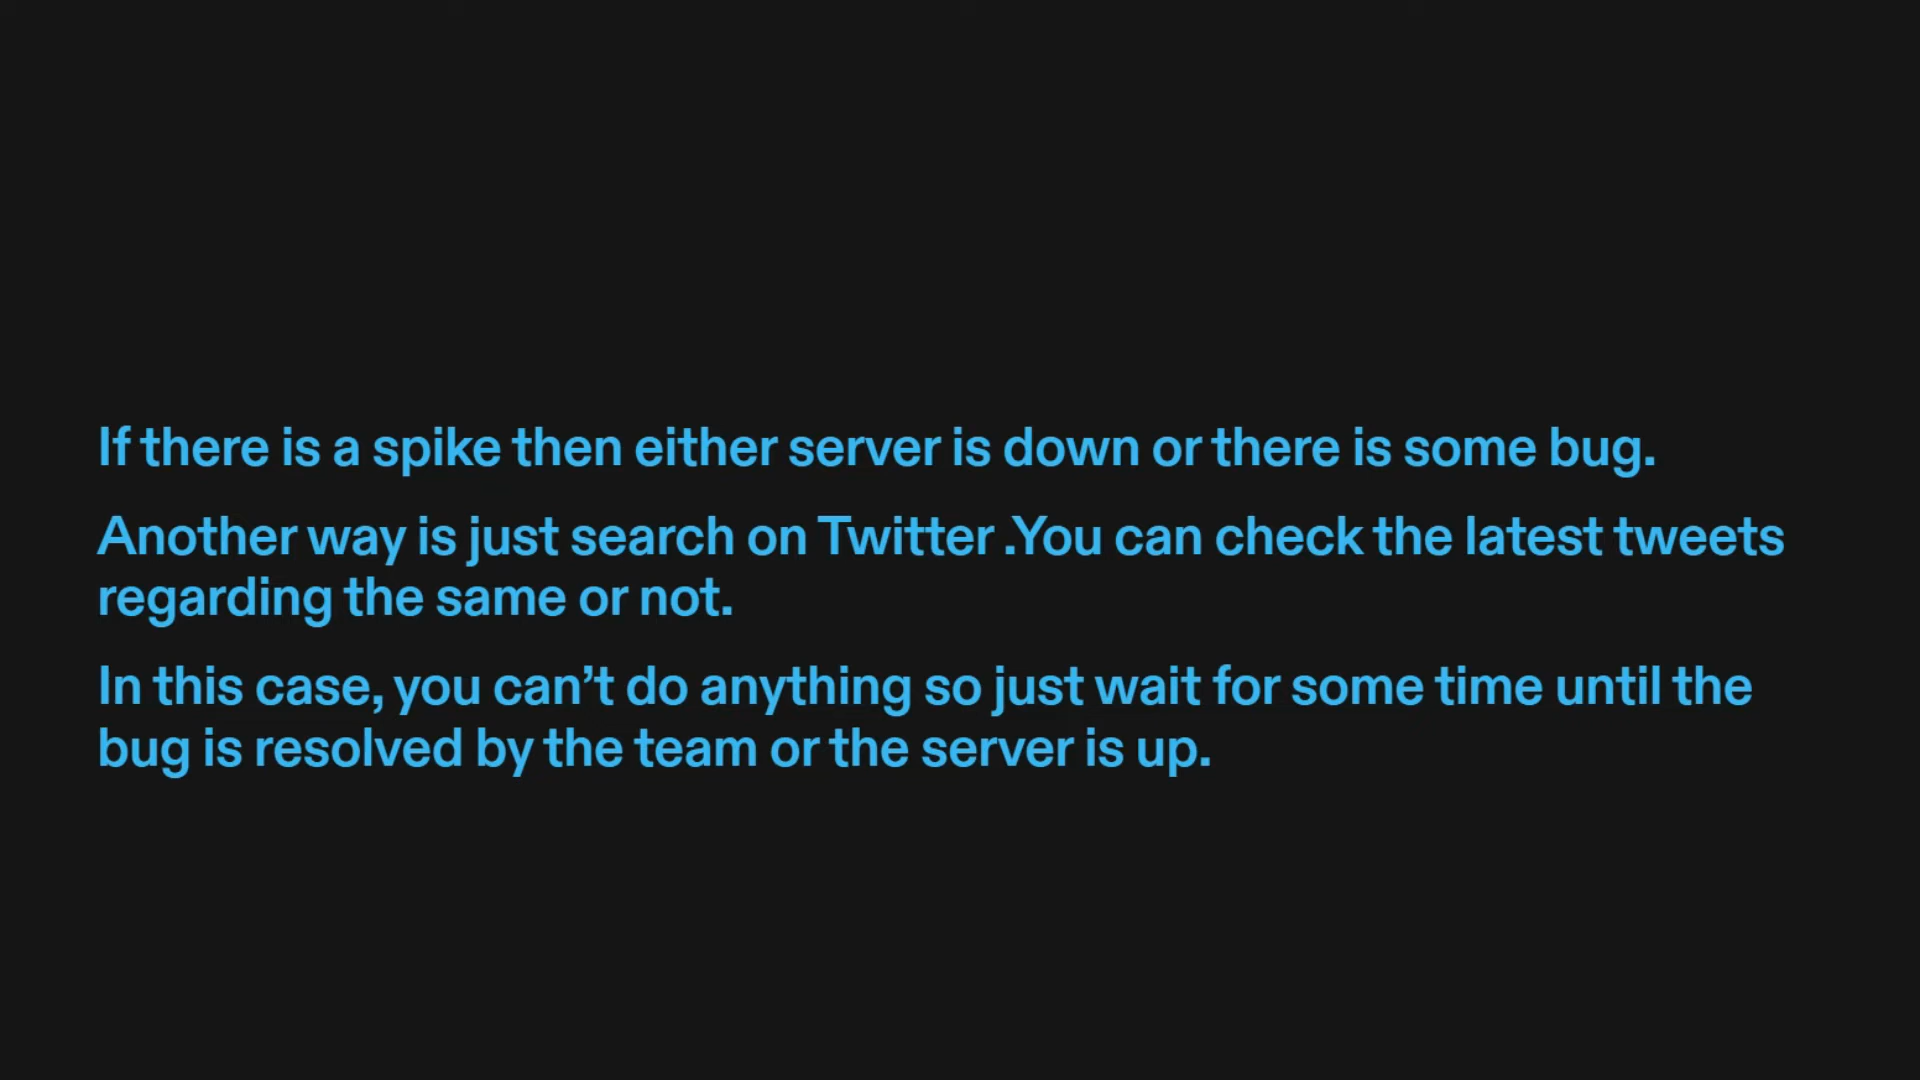 If there is a spike then either server is down or there is some bug.
Another way is just search on Twitter .You can check the latest tweets
regarding the same or not.
In this case, you can’t do anything so just wait for some time until the
bug is resolved by the team or the server is up.